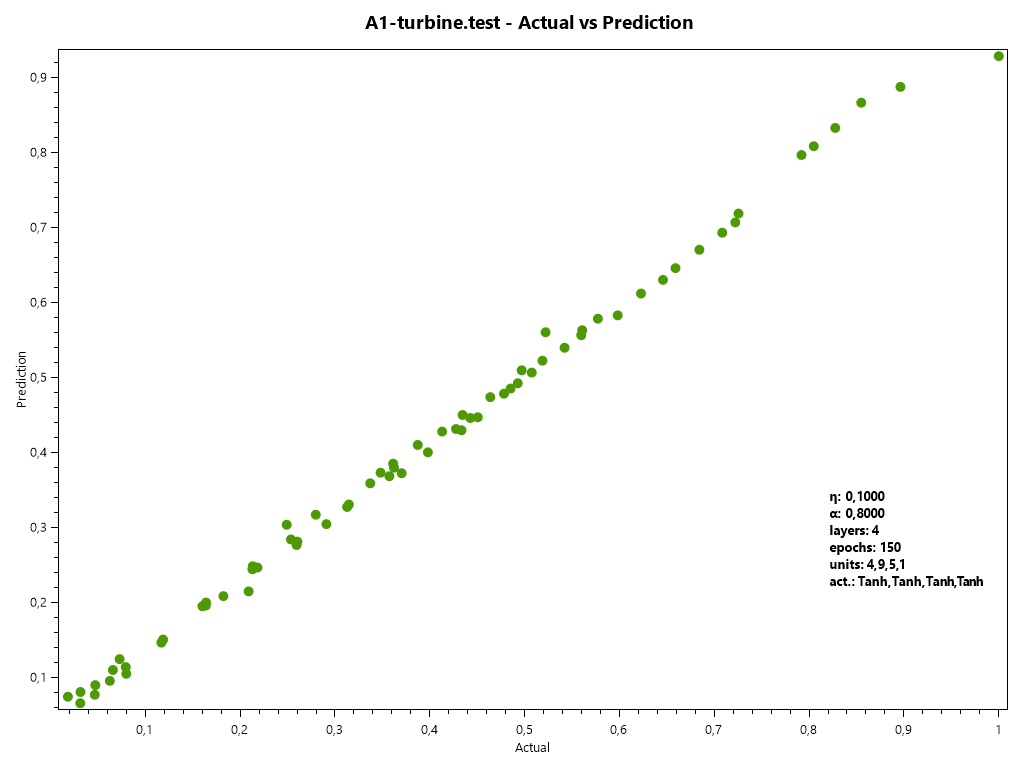 A1-turbine.test - Actual vs Prediction
0,9
0,8
0,7
0,6
0,5
0,4
0,3
0,2
0,1
Prediction
η: 0,1000
α: 0,8000
layers: 4
epochs: 150
units: 4,9,5,1
act.: Tanh,Tanh,Tanh,Tanh
0,1 0,2 0,3 0,4 0,5 0,6 0,7 0,8 0,9 1
Actual